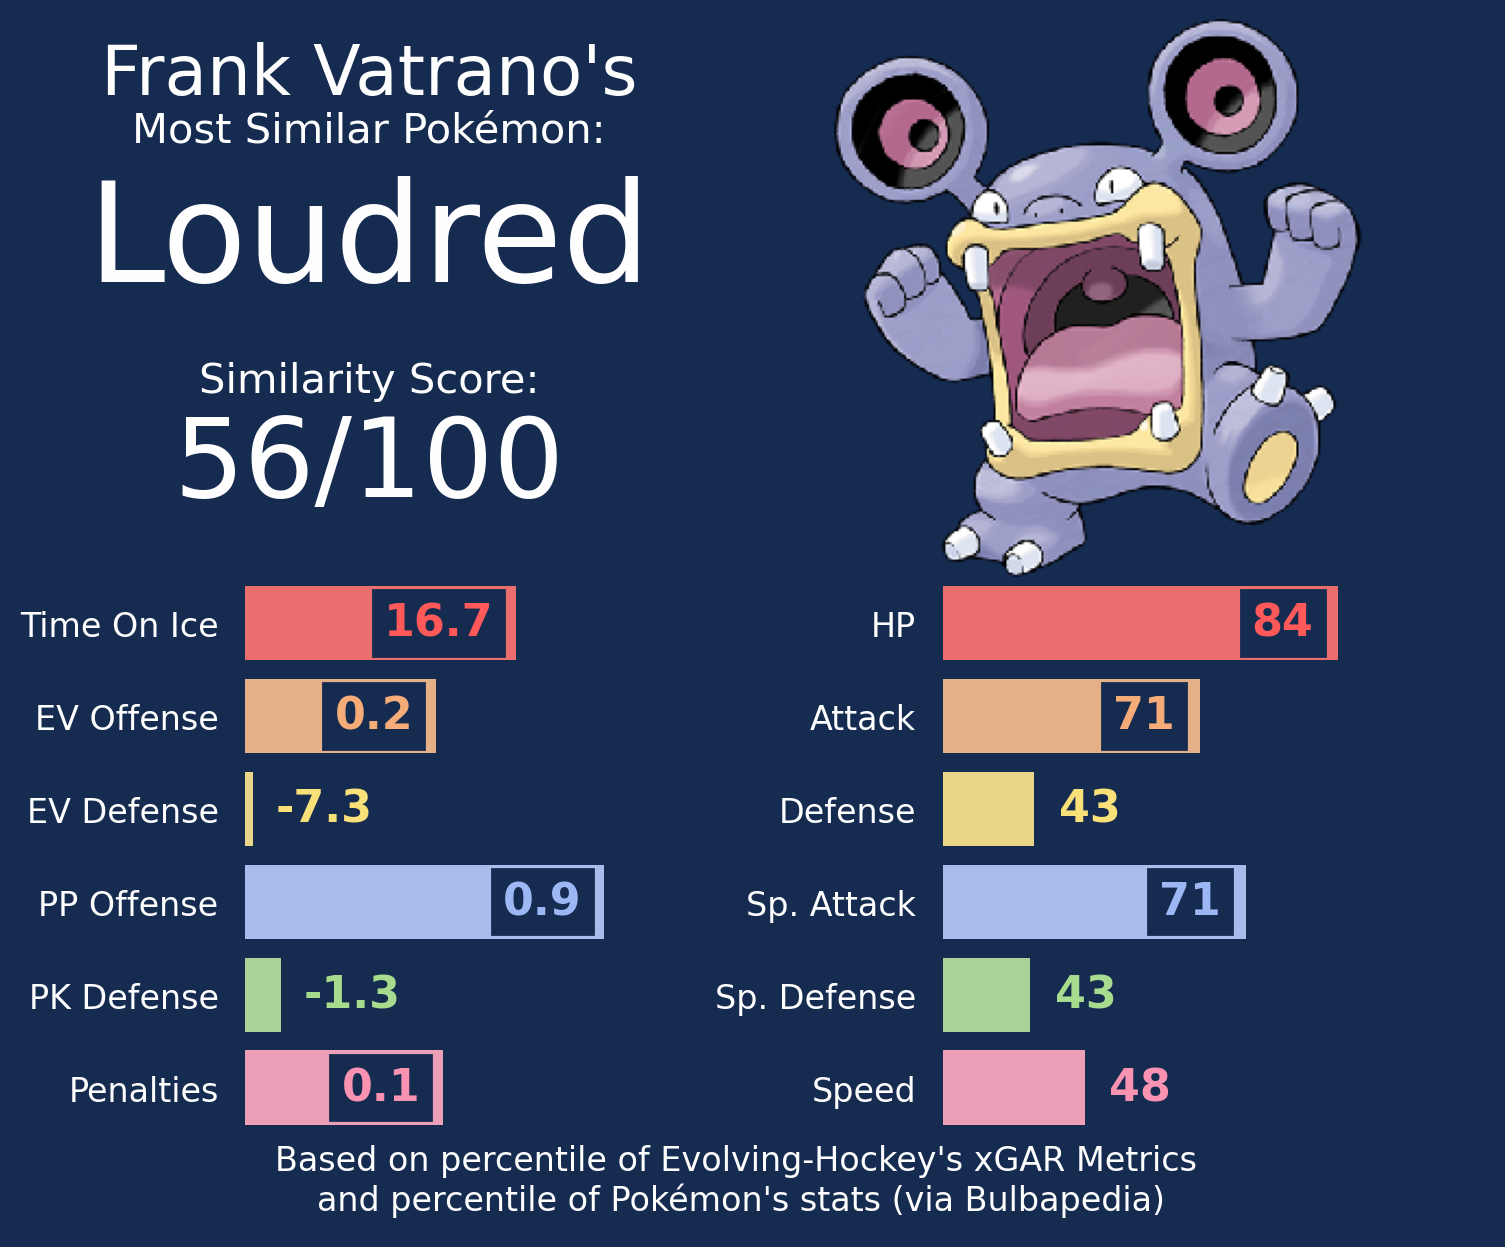 Frank Vatrano's
Most Similar Pokémon:
Loudred
Similarity Score:
56/100
Time On Ice 16.7
EV Offense 0.2
EV Defense -7.3
PP Offense 0.9
PK Defense -1.3
Penalties 0.1
HP 84
Attack 71
Defense 43
Sp. Attack 71
Sp. Defense 43
Speed 48
Based on percentile of Evolving-Hockey's xGAR Metrics
and percentile of Pokémon's stats (via Bulbapedia)